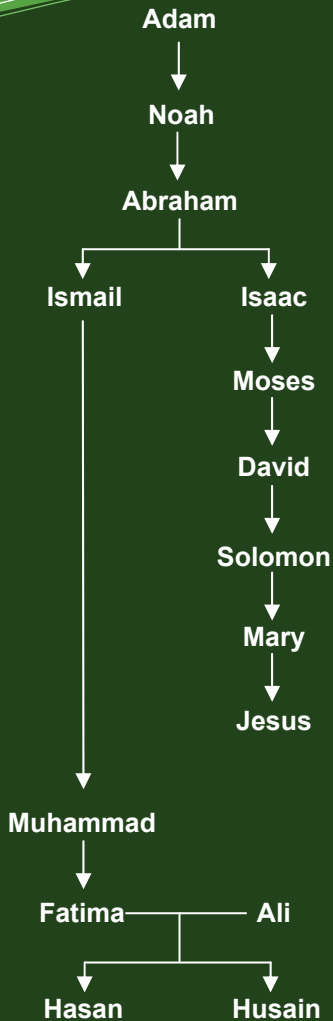 Adam
Noah
Abraham
Ismail Isaac
Moses
David
Solomon
Mary
Jesus
Muhammad
Fatima Ali
Hasan Husain